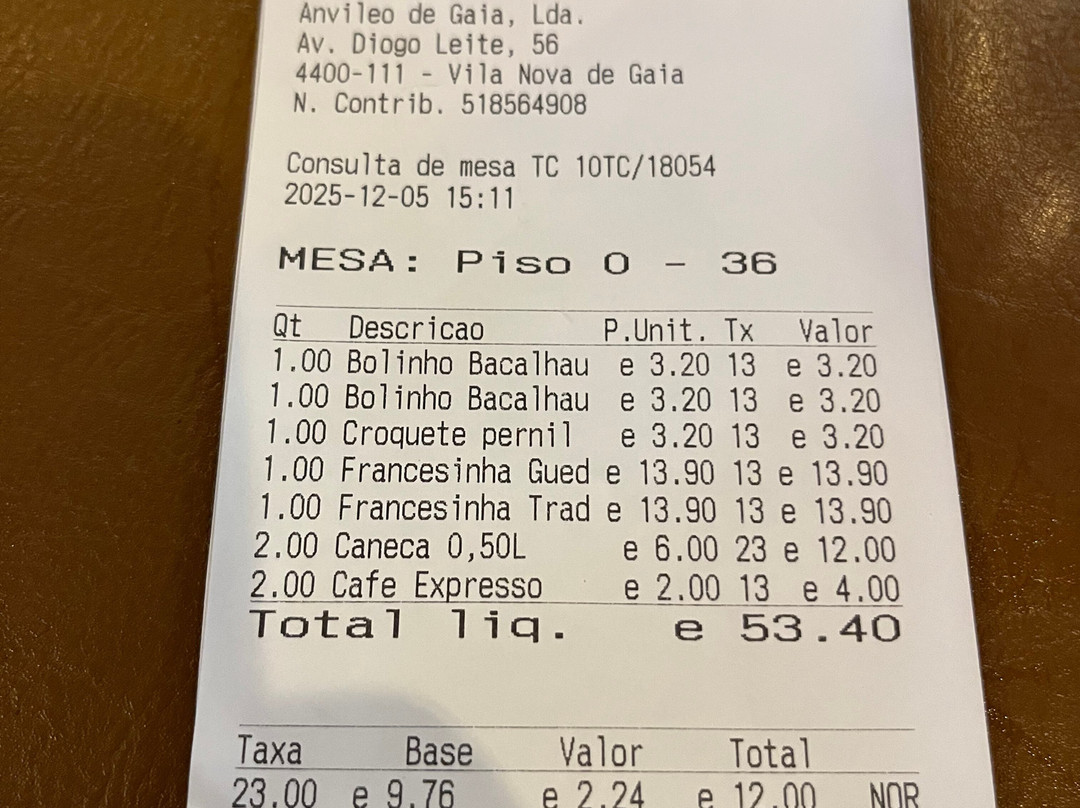 Anvileo de Gaia, Lda.
Av. Diogo Leite, 56
4400-111 - Vila Nova de Gaia
N. Contrib. 518564908
Consulta de mesa TC 10TC/18054
2025-12-05 15:11
MESA: Piso 0 - 36
Qt Descricao P.Unit. Tx Valor
1.00 Bolinho Bacalhau e 3.20 13 e 3.20
1.00 Bolinho Bacalhau e 3.20 13 e 3.20
1.00 Croquete pernil e 3.20 13 e 3.20
1.00 Francesinha Gued e 13.90 13 e 13.90
1.00 Francesinha Trad e 13.90 13 e 13.90
2.00 Caneca 0,50L e 6.00 23 e 12.00
2.00 Cafe Expresso e 2.00 13 e 4.00
Total liq. e 53.40
Taxa Base Valor Total
23.00 e 9.76 e 2.24 e 12.00 NOR